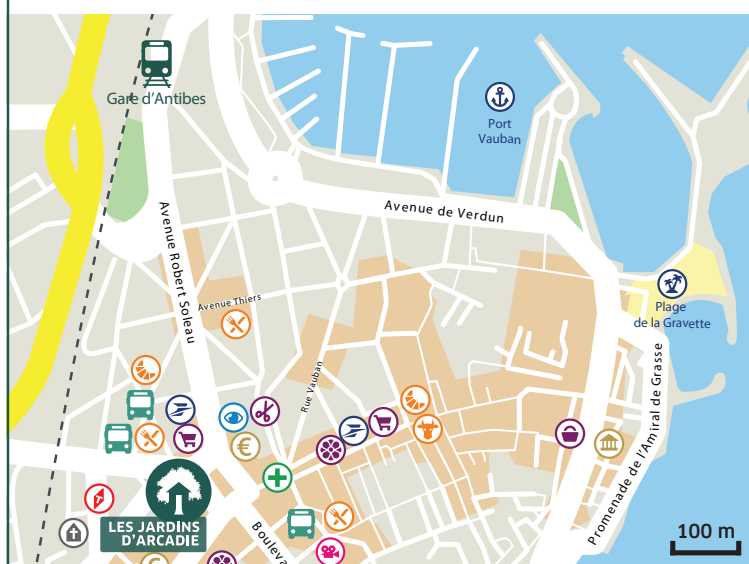 Gare d'Antibes
Port
Vauban
Avenue de Verdun
Avenue Robert Soleau
Avenue Thiers
Plage
de la Gravette
Rue Vauban
Promenade de l'Amiral de Grasse
€
LES JARDINS
D'ARCADIE
Bouleva
100 m